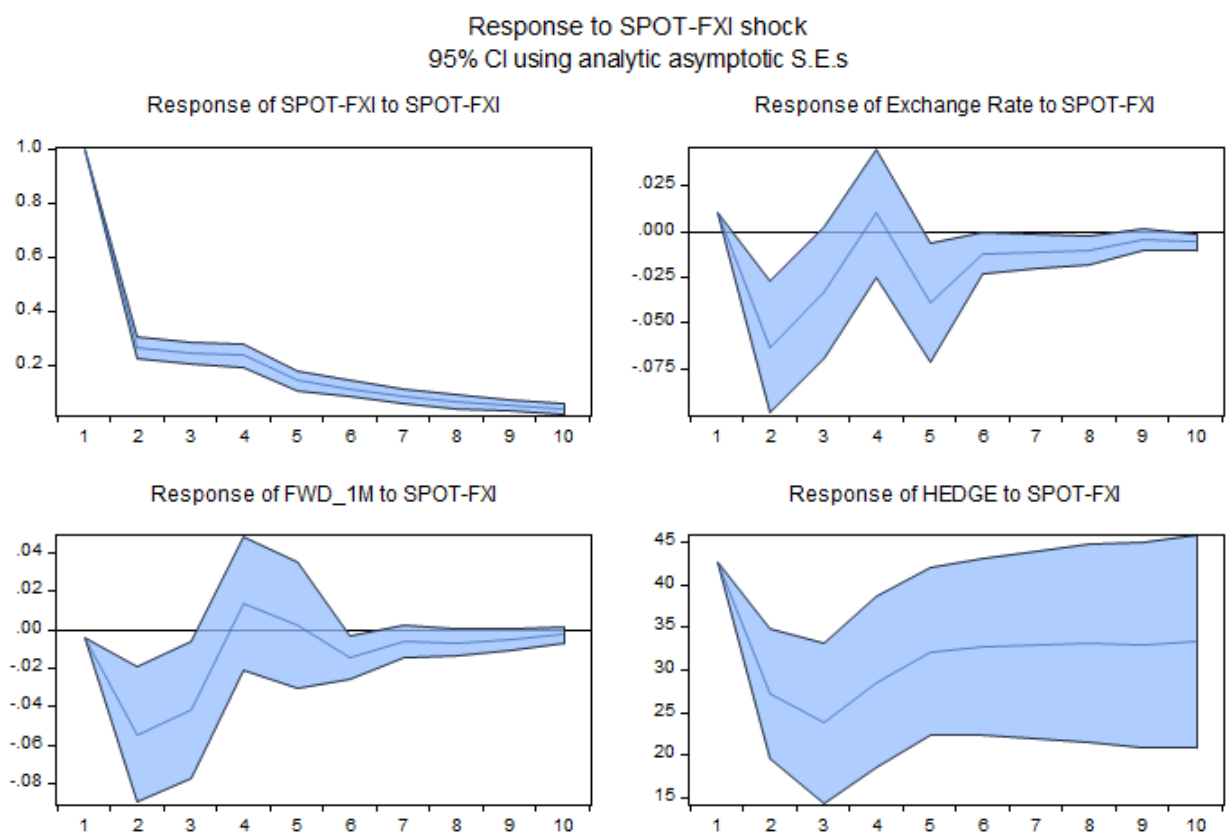 Response to SPOT-FXI shock
95% CI using analytic asymptotic S.E.s
Response of SPOT-FXI to SPOT-FXI
1.0
0.8
0.6
0.4
0.2
1 2 3 4 5 6 7 8 9 10
Response of Exchange Rate to SPOT-FXI
.025
.000
-.025
-.050
-.075
1 2 3 4 5 6 7 8 9 10
Response of FWD_1M to SPOT-FXI
.04
.02
.00
-.02
-.04
-.06
-.08
1 2 3 4 5 6 7 8 9 10
Response of HEDGE to SPOT-FXI
45
40
35
30
25
20
15
1 2 3 4 5 6 7 8 9 10